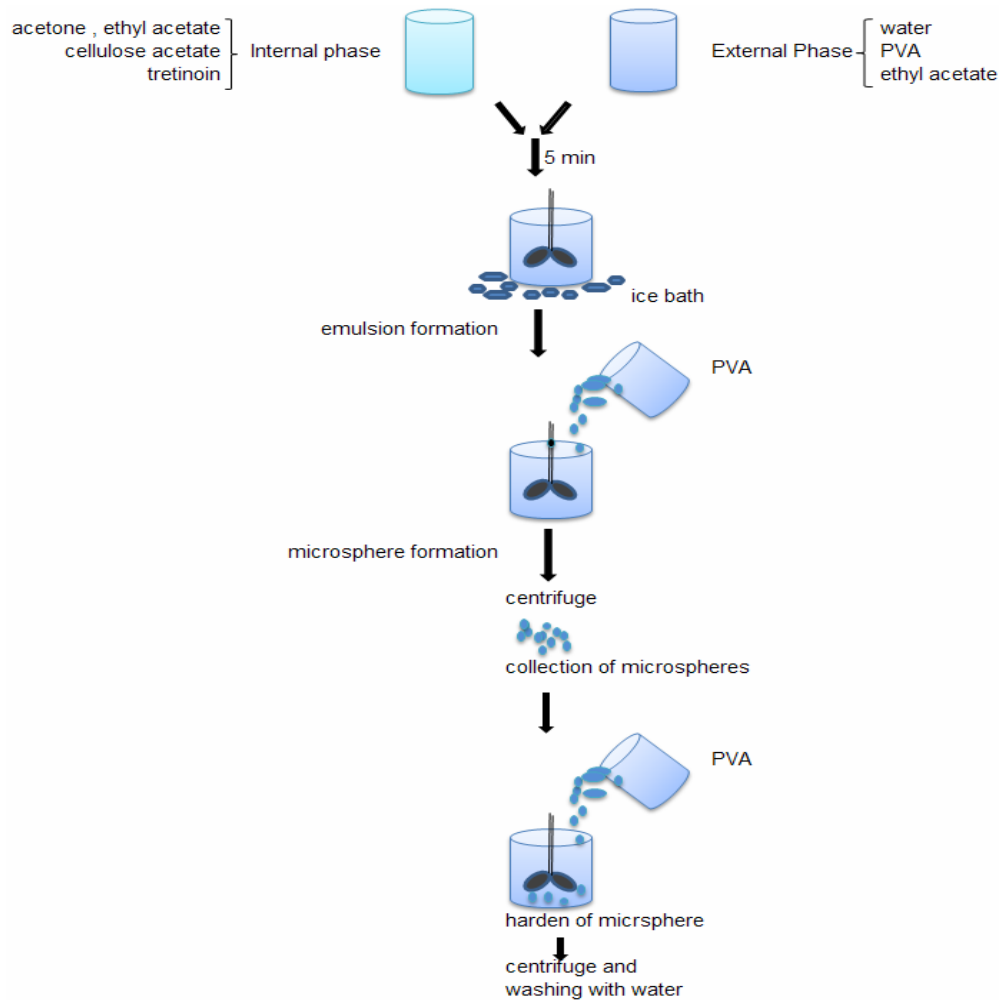 acetone , ethyl acetate
cellulose acetate
tretinoin
Internal phase
External Phase
water
PVA
ethyl acetate
5 min
ice bath
emulsion formation
PVA
microsphere formation
centrifuge
collection of microspheres
PVA
harden of micrsphere
centrifuge and
washing with water